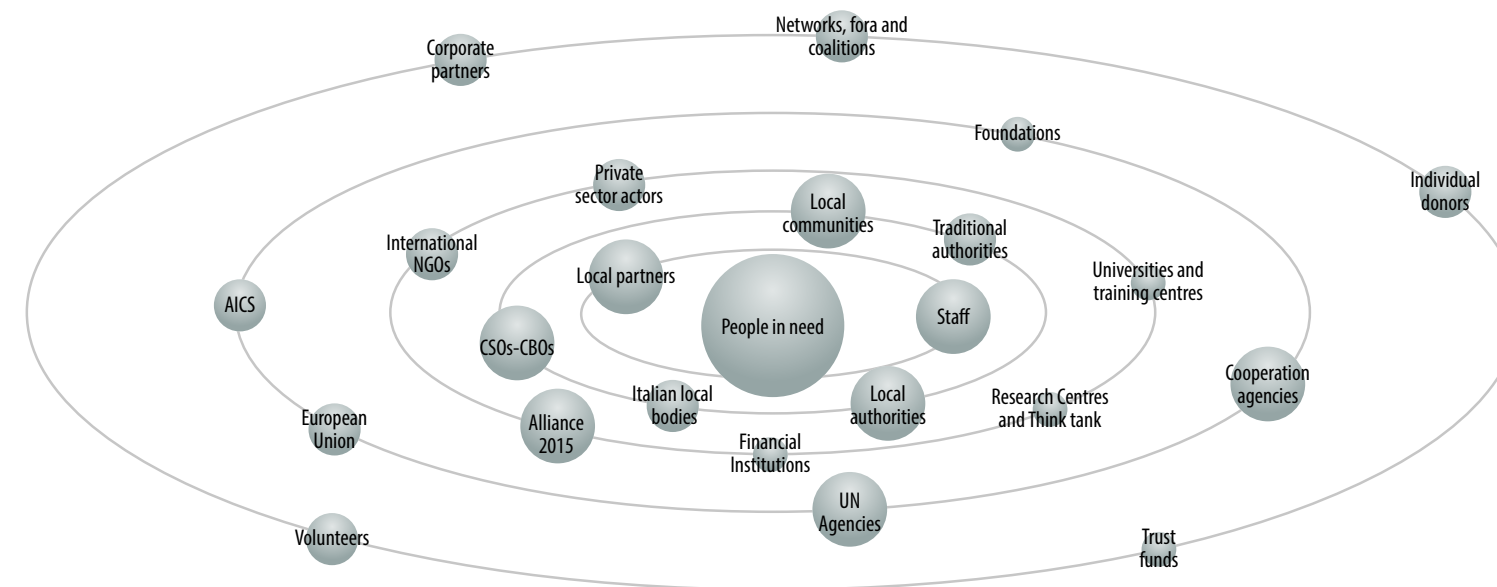 Networks, fora and
coalitions
Corporate
partners
Foundations
Private
sector actors
Individual
donors
Local
communities
Traditional
authorities
International
NGOs
Local partners
Universities and
training centres
AICS
People in need
Staff
CSOs-CBOs
Cooperation
agencies
Italian local
bodies
Local
authorities
Research Centres
and Think tank
European
Union
Alliance
2015
Financial
Institutions
UN
Agencies
Volunteers
Trust
funds